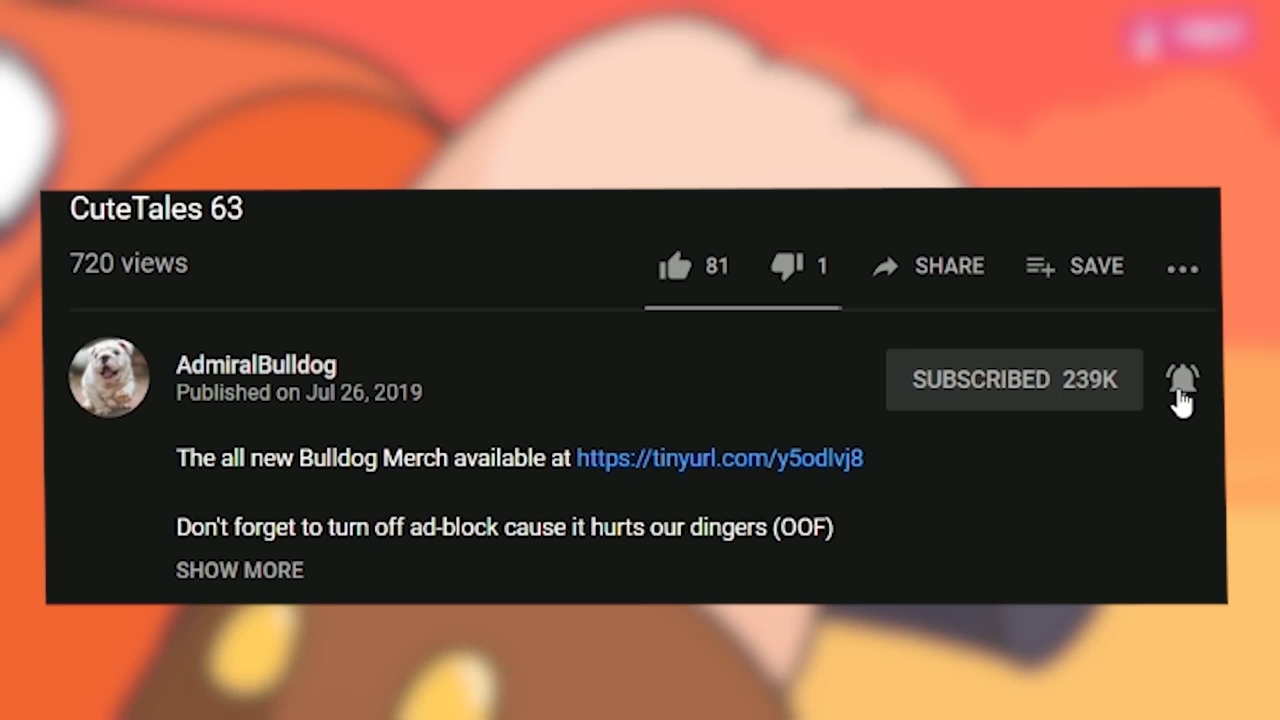 CuteTales 63
720 views
81 1 SHARE SAVE
AdmiralBulldog
Published on Jul 26, 2019
SUBSCRIBED 239K
The all new Bulldog Merch available at https://tinyurl.com/y5odlvj8
Don't forget to turn off ad-block cause it hurts our dingers (OOF)
SHOW MORE